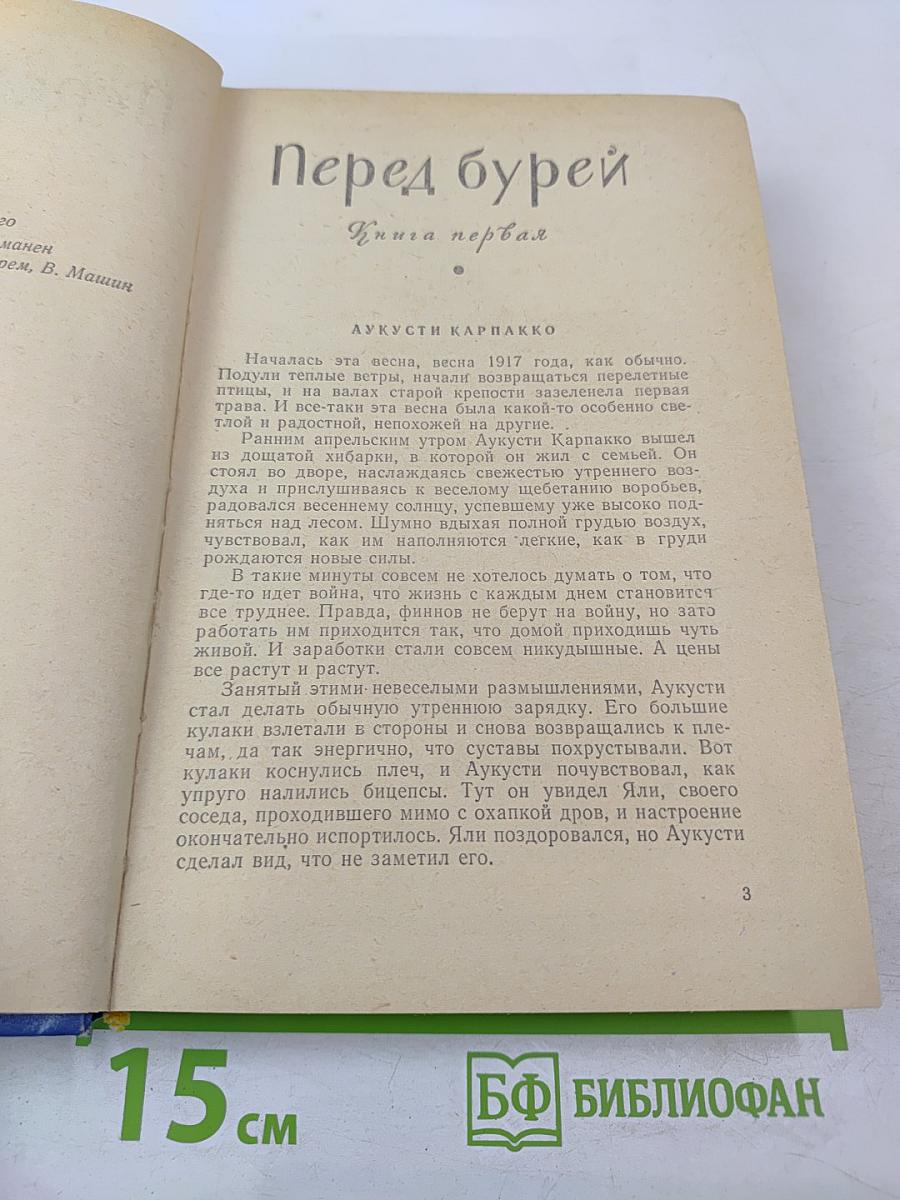 го
манен
рем, В. Машин
Перед бурей
Книга первая
АУКУСТИ КАРПАККО
Началась эта весна, весна 1917 года, как обычно.
Подули теплые ветры, начали возвращаться перелетные
птицы, и на валах старой крепости зазеленела первая
трава. И все-таки эта весна была какой-то особенно све-
тлой и радостной, непохожей на другие.
Ранним апрельским утром Аукусти Карпакко вышел
из дощатой хибарки, в которой он жил с семьей. Он
стоял во дворе, наслаждаясь свежестью утреннего воз-
духа и прислушиваясь к веселому щебетанию воробьев,
радовался весеннему солнцу, успевшему уже высоко под-
няться над лесом. Шумно вдыхая полной грудью воздух,
чувствовал, как им наполняются легкие, как в груди
рождаются новые силы.
В такие минуты совсем не хотелось думать о том, что
где-то идет война, что жизнь с каждым днем становится
все труднее. Правда, финнов не берут на войну, но зато
работать им приходится так, что домой приходишь чуть
живой. И заработки стали совсем никудышные. А цены
все растут и растут.
Занятый этими невеселыми размышлениями, Аукусти
стал делать обычную утреннюю зарядку. Его большие
кулаки взлетали в стороны и снова возвращались к пле-
чам, да так энергично, что суставы похрустывали. Вот
кулаки коснулись плеч, и Аукусти почувствовал, как
упруго налились бицепсы. Тут он увидел Яли, своего
соседа, проходившего мимо с охапкой дров, и настроение
окончательно испортилось. Яли поздоровался, но Аукусти
сделал вид, что не заметил его.
3
15 см
БФ БИБЛИОФАН